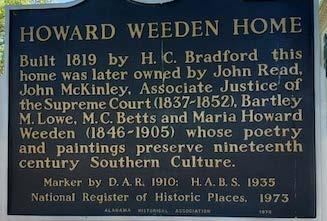 HOWARD WEEDEN HOME
Built 1819 by H. C. Bradford this
home was later owned by John Read,
John McKinley, Associate Justice of
the Supreme Court (1837-1852), Bartley
M. Lowe, M. C. Betts and Maria Howard
Weeden (1846-1905) whose poetry
and paintings preserve nineteenth
century Southern Culture.
Marker by D. A. R. 1910; H. A. B. S. 1935
National Register of Historic Places, 1973
ALABAMA HISTORICAL ASSOCIATION 1976